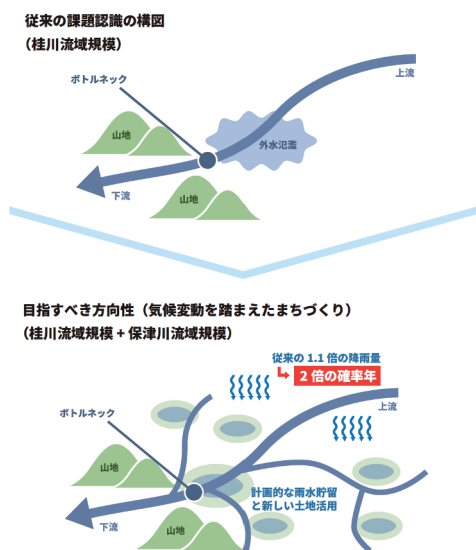 従来の課題認識の構図
（桂川流域規模）
上流
ボトルネック
山地
外水氾濫
下流
山地
目指すべき方向性（気候変動を踏まえたまちづくり）
（桂川流域規模 + 保津川流域規模）
従来の 1.1 倍の降雨量
2 倍の確率年
上流
ボトルネック
山地
計画的な雨水貯留
と新しい土地活用
下流
山地